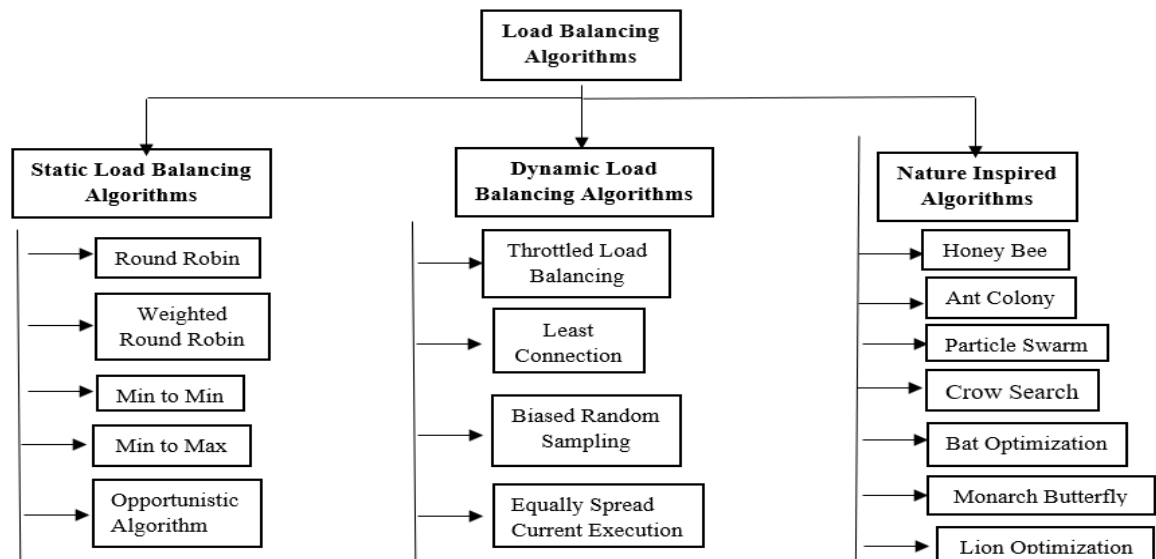 Load Balancing
Algorithms
Static Load Balancing
Algorithms
Round Robin
Weighted
Round Robin
Min to Min
Min to Max
Opportunistic
Algorithm
Dynamic Load
Balancing Algorithms
Throttled Load
Balancing
Least
Connection
Biased Random
Sampling
Equally Spread
Current Execution
Nature Inspired
Algorithms
Honey Bee
Ant Colony
Particle Swarm
Crow Search
Bat Optimization
Monarch Butterfly
Lion Optimization